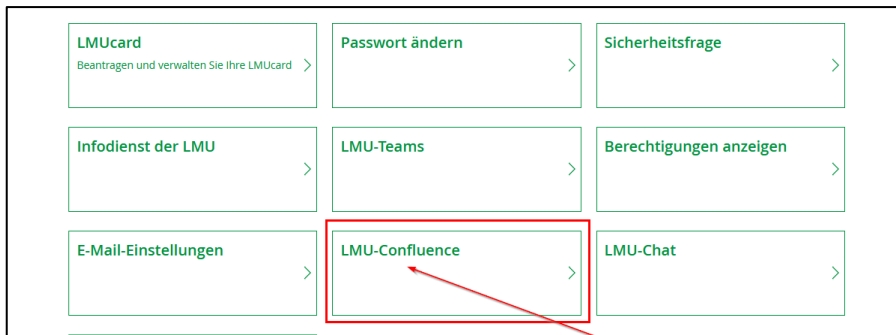 LMUcard
Beantragen und verwalten Sie Ihre LMUcard
Passwort ändern
Sicherheitsfrage
Infodienst der LMU
LMU-Teams
Berechtigungen anzeigen
E-Mail-Einstellungen
LMU-Confluence
LMU-Chat